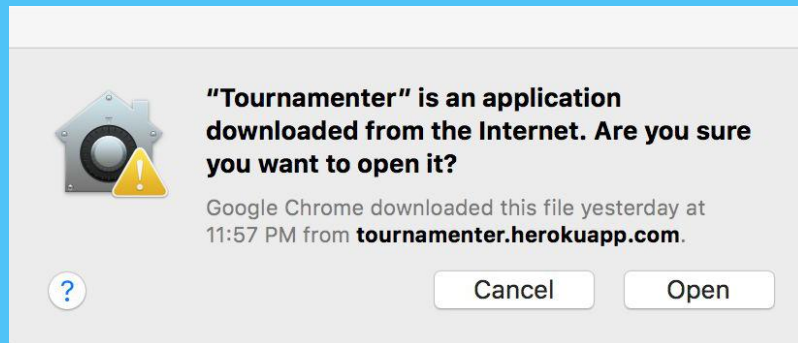 "Tournamenter" is an application
downloaded from the Internet. Are you sure
you want to open it?
Google Chrome downloaded this file yesterday at
11:57 PM from tournamenter.herokuapp.com.
?
Cancel
Open